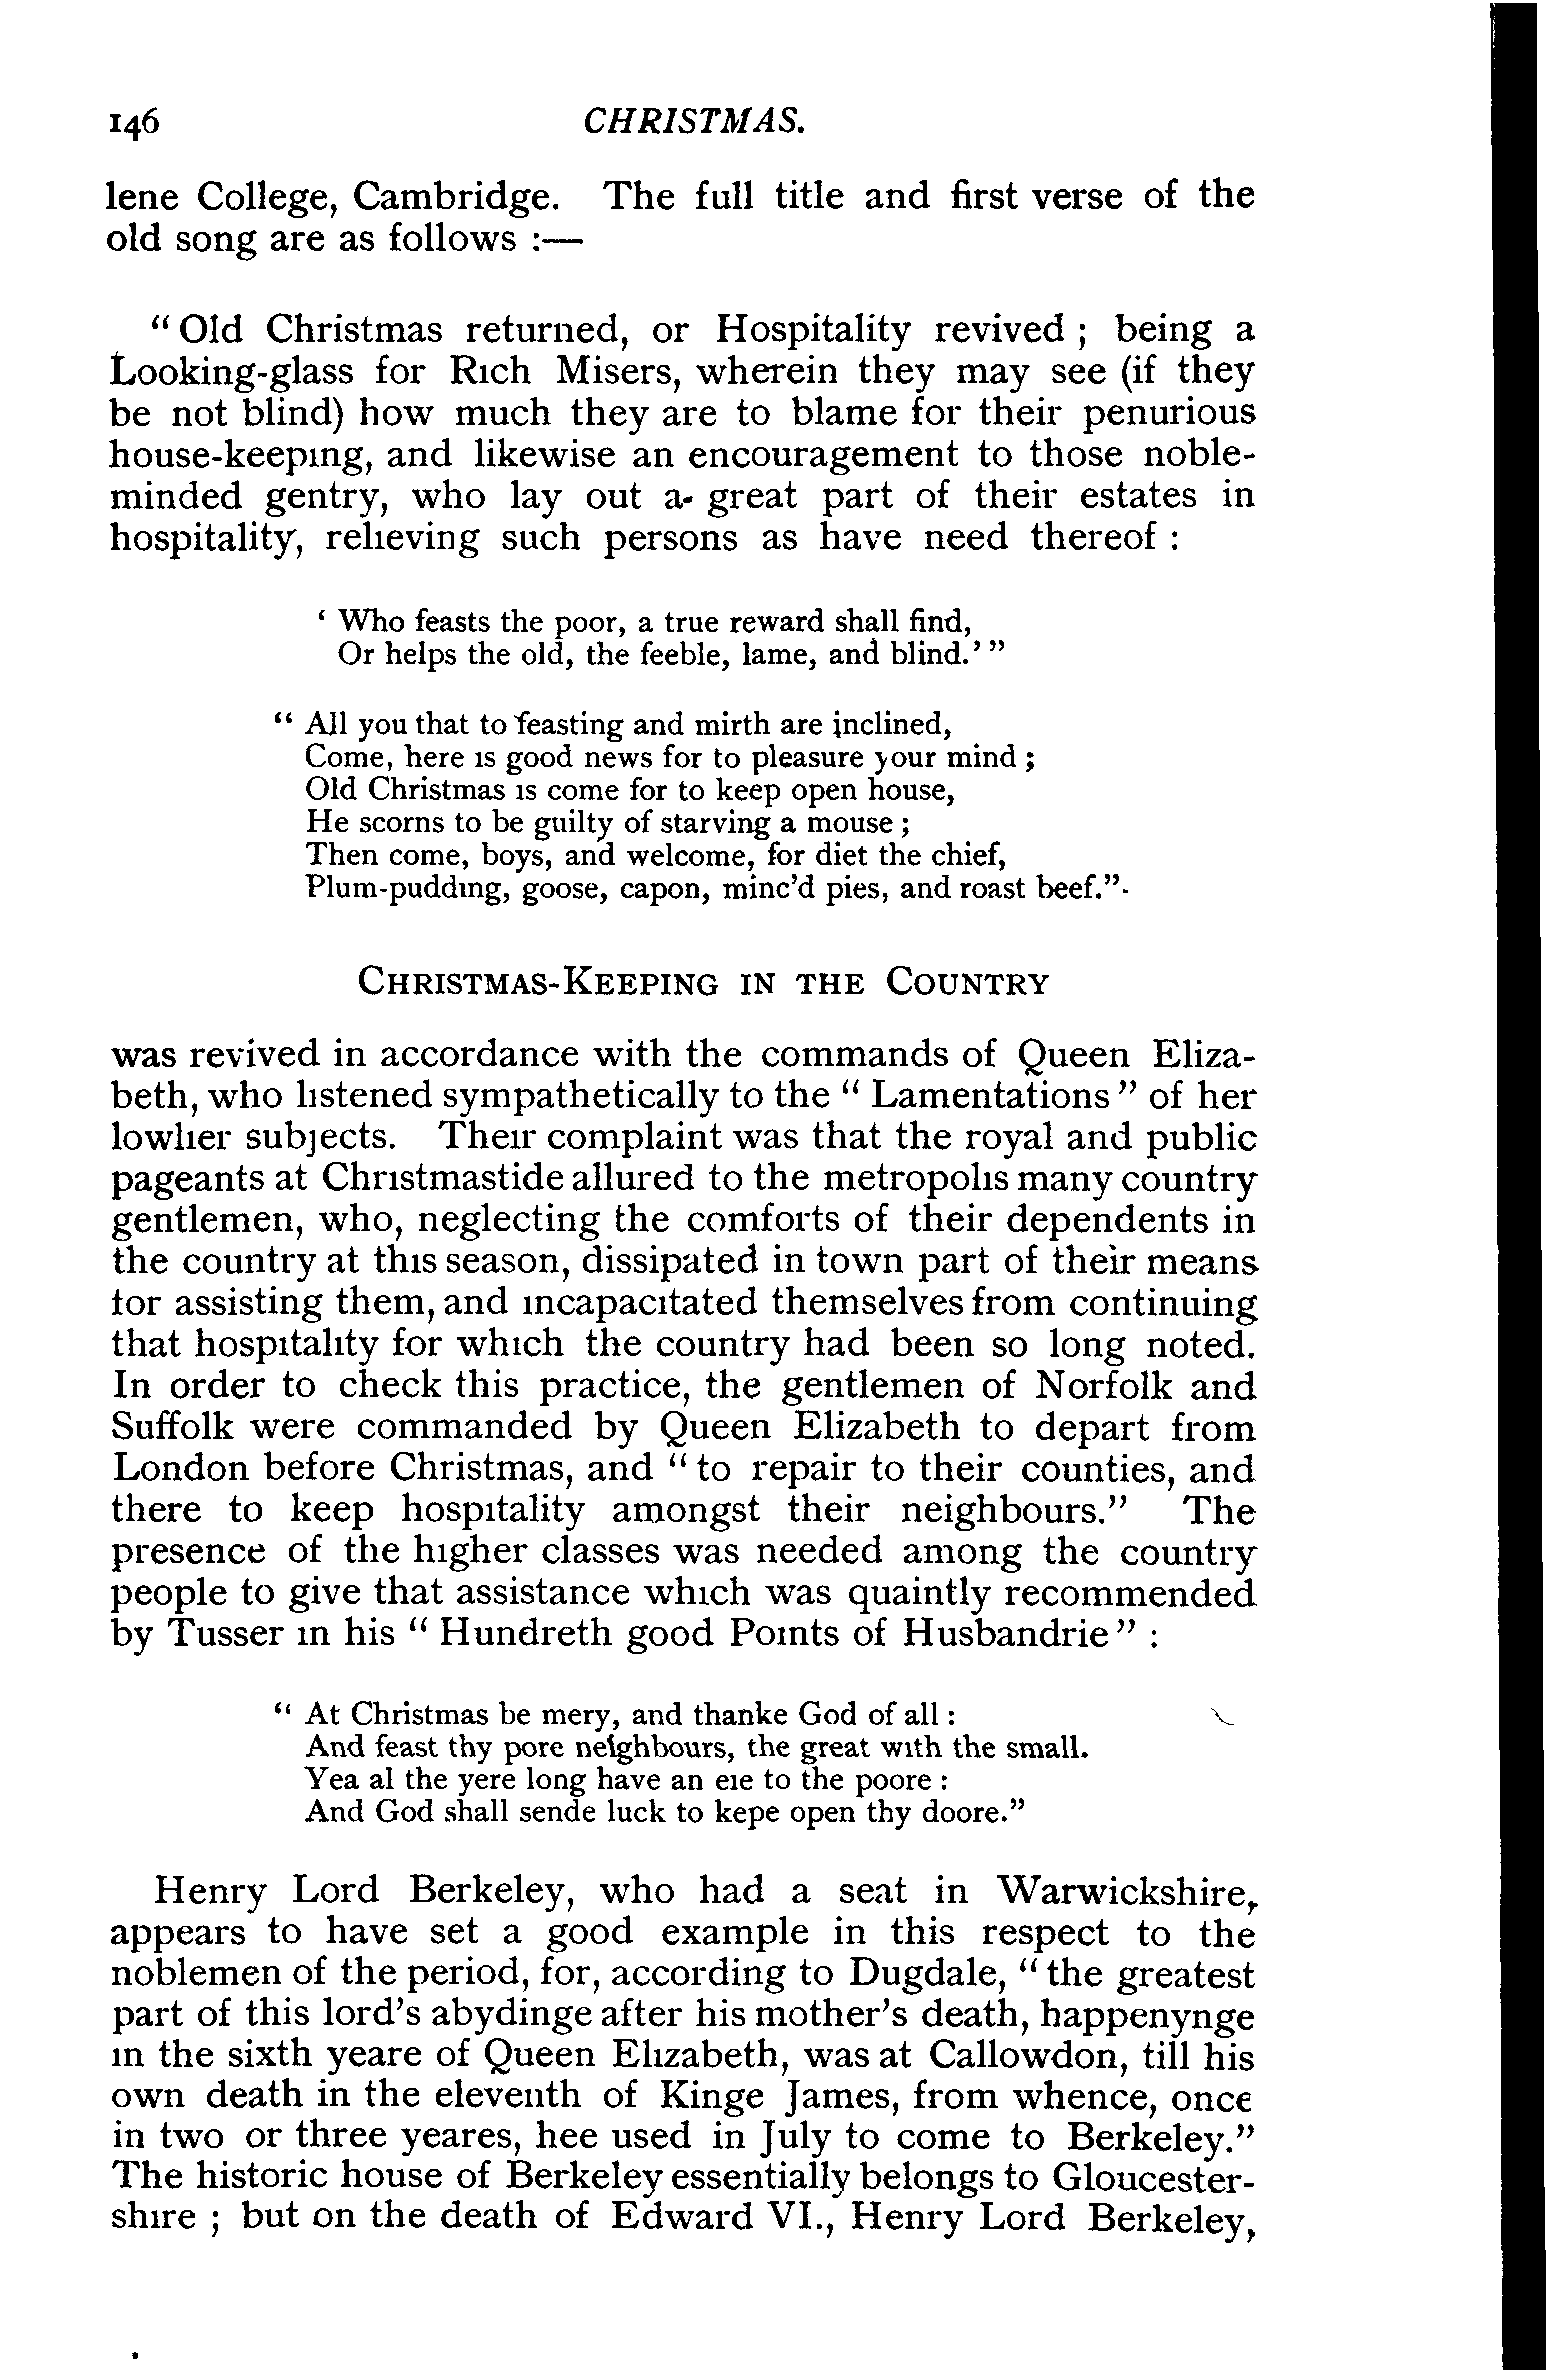 146 CHRISTMAS.
lene College, Cambridge. The full title and first verse of the
old song are as follows :—
“ Old Christmas returned, or Hospitality revived ; being a
Looking-glass for Rich Misers, wherein they may see (if they
be not blind) how much they are to blame for their penurious
house-keeping, and likewise an encouragement to those noble-
minded gentry, who lay out a great part of their estates in
hospitality, relieving such persons as have need thereof :
‘ Who feasts the poor, a true reward shall find,
Or helps the old, the feeble, lame, and blind.’ ”
“ All you that to feasting and mirth are inclined,
Come, here is good news for to pleasure your mind ;
Old Christmas is come for to keep open house,
He scorns to be guilty of starving a mouse ;
Then come, boys, and welcome, for diet the chief,
Plum-pudding, goose, capon, minc’d pies, and roast beef.”
CHRISTMAS-KEEPING IN THE COUNTRY
was revived in accordance with the commands of Queen Eliza-
beth, who listened sympathetically to the “ Lamentations ” of her
lowlier subjects. Their complaint was that the royal and public
pageants at Christmastide allured to the metropolis many country
gentlemen, who, neglecting the comforts of their dependents in
the country at this season, dissipated in town part of their means
for assisting them, and incapacitated themselves from continuing
that hospitality for which the country had been so long noted.
In order to check this practice, the gentlemen of Norfolk and
Suffolk were commanded by Queen Elizabeth to depart from
London before Christmas, and “ to repair to their counties, and
there to keep hospitality amongst their neighbours.” The
presence of the higher classes was needed among the country
people to give that assistance which was quaintly recommended
by Tusser in his “ Hundreth good Points of Husbandrie ” :
“ At Christmas be mery, and thanke God of all :
And feast thy pore neighbours, the great with the small.
Yea al the yere long have an eie to the poore :
And God shall sende luck to kepe open thy doore.”
Henry Lord Berkeley, who had a seat in Warwickshire,
appears to have set a good example in this respect to the
noblemen of the period, for, according to Dugdale, “ the greatest
part of this lord’s abydinge after his mother’s death, happenynge
in the sixth yeare of Queen Elizabeth, was at Callowdon, till his
own death in the eleventh of Kinge James, from whence, once
in two or three yeares, hee used in July to come to Berkeley.”
The historic house of Berkeley essentially belongs to Gloucester-
shire ; but on the death of Edward VI., Henry Lord Berkeley,